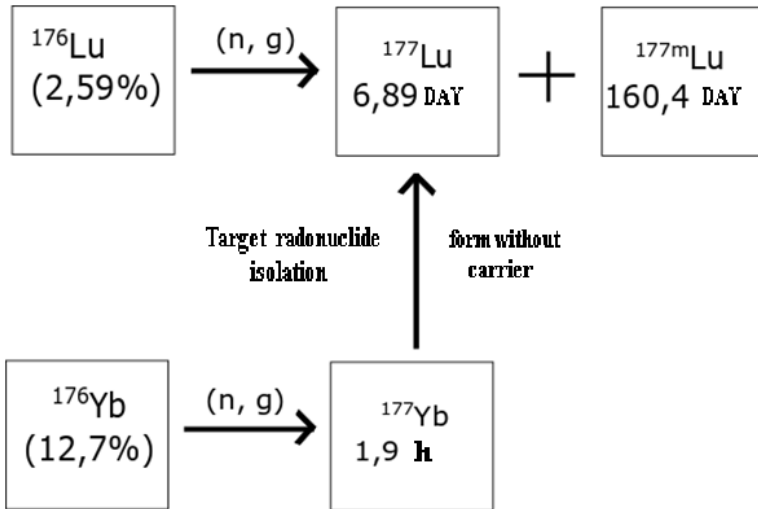 ¹⁷⁶Lu
(2,59%)
(n, g)
¹⁷⁷Lu
6,89 DAY
+
¹⁷⁷ᵐLu
160,4 DAY
Target radonuclide
isolation
form without
carrier
¹⁷⁶Yb
(12,7%)
(n, g)
¹⁷⁷Yb
1,9 h